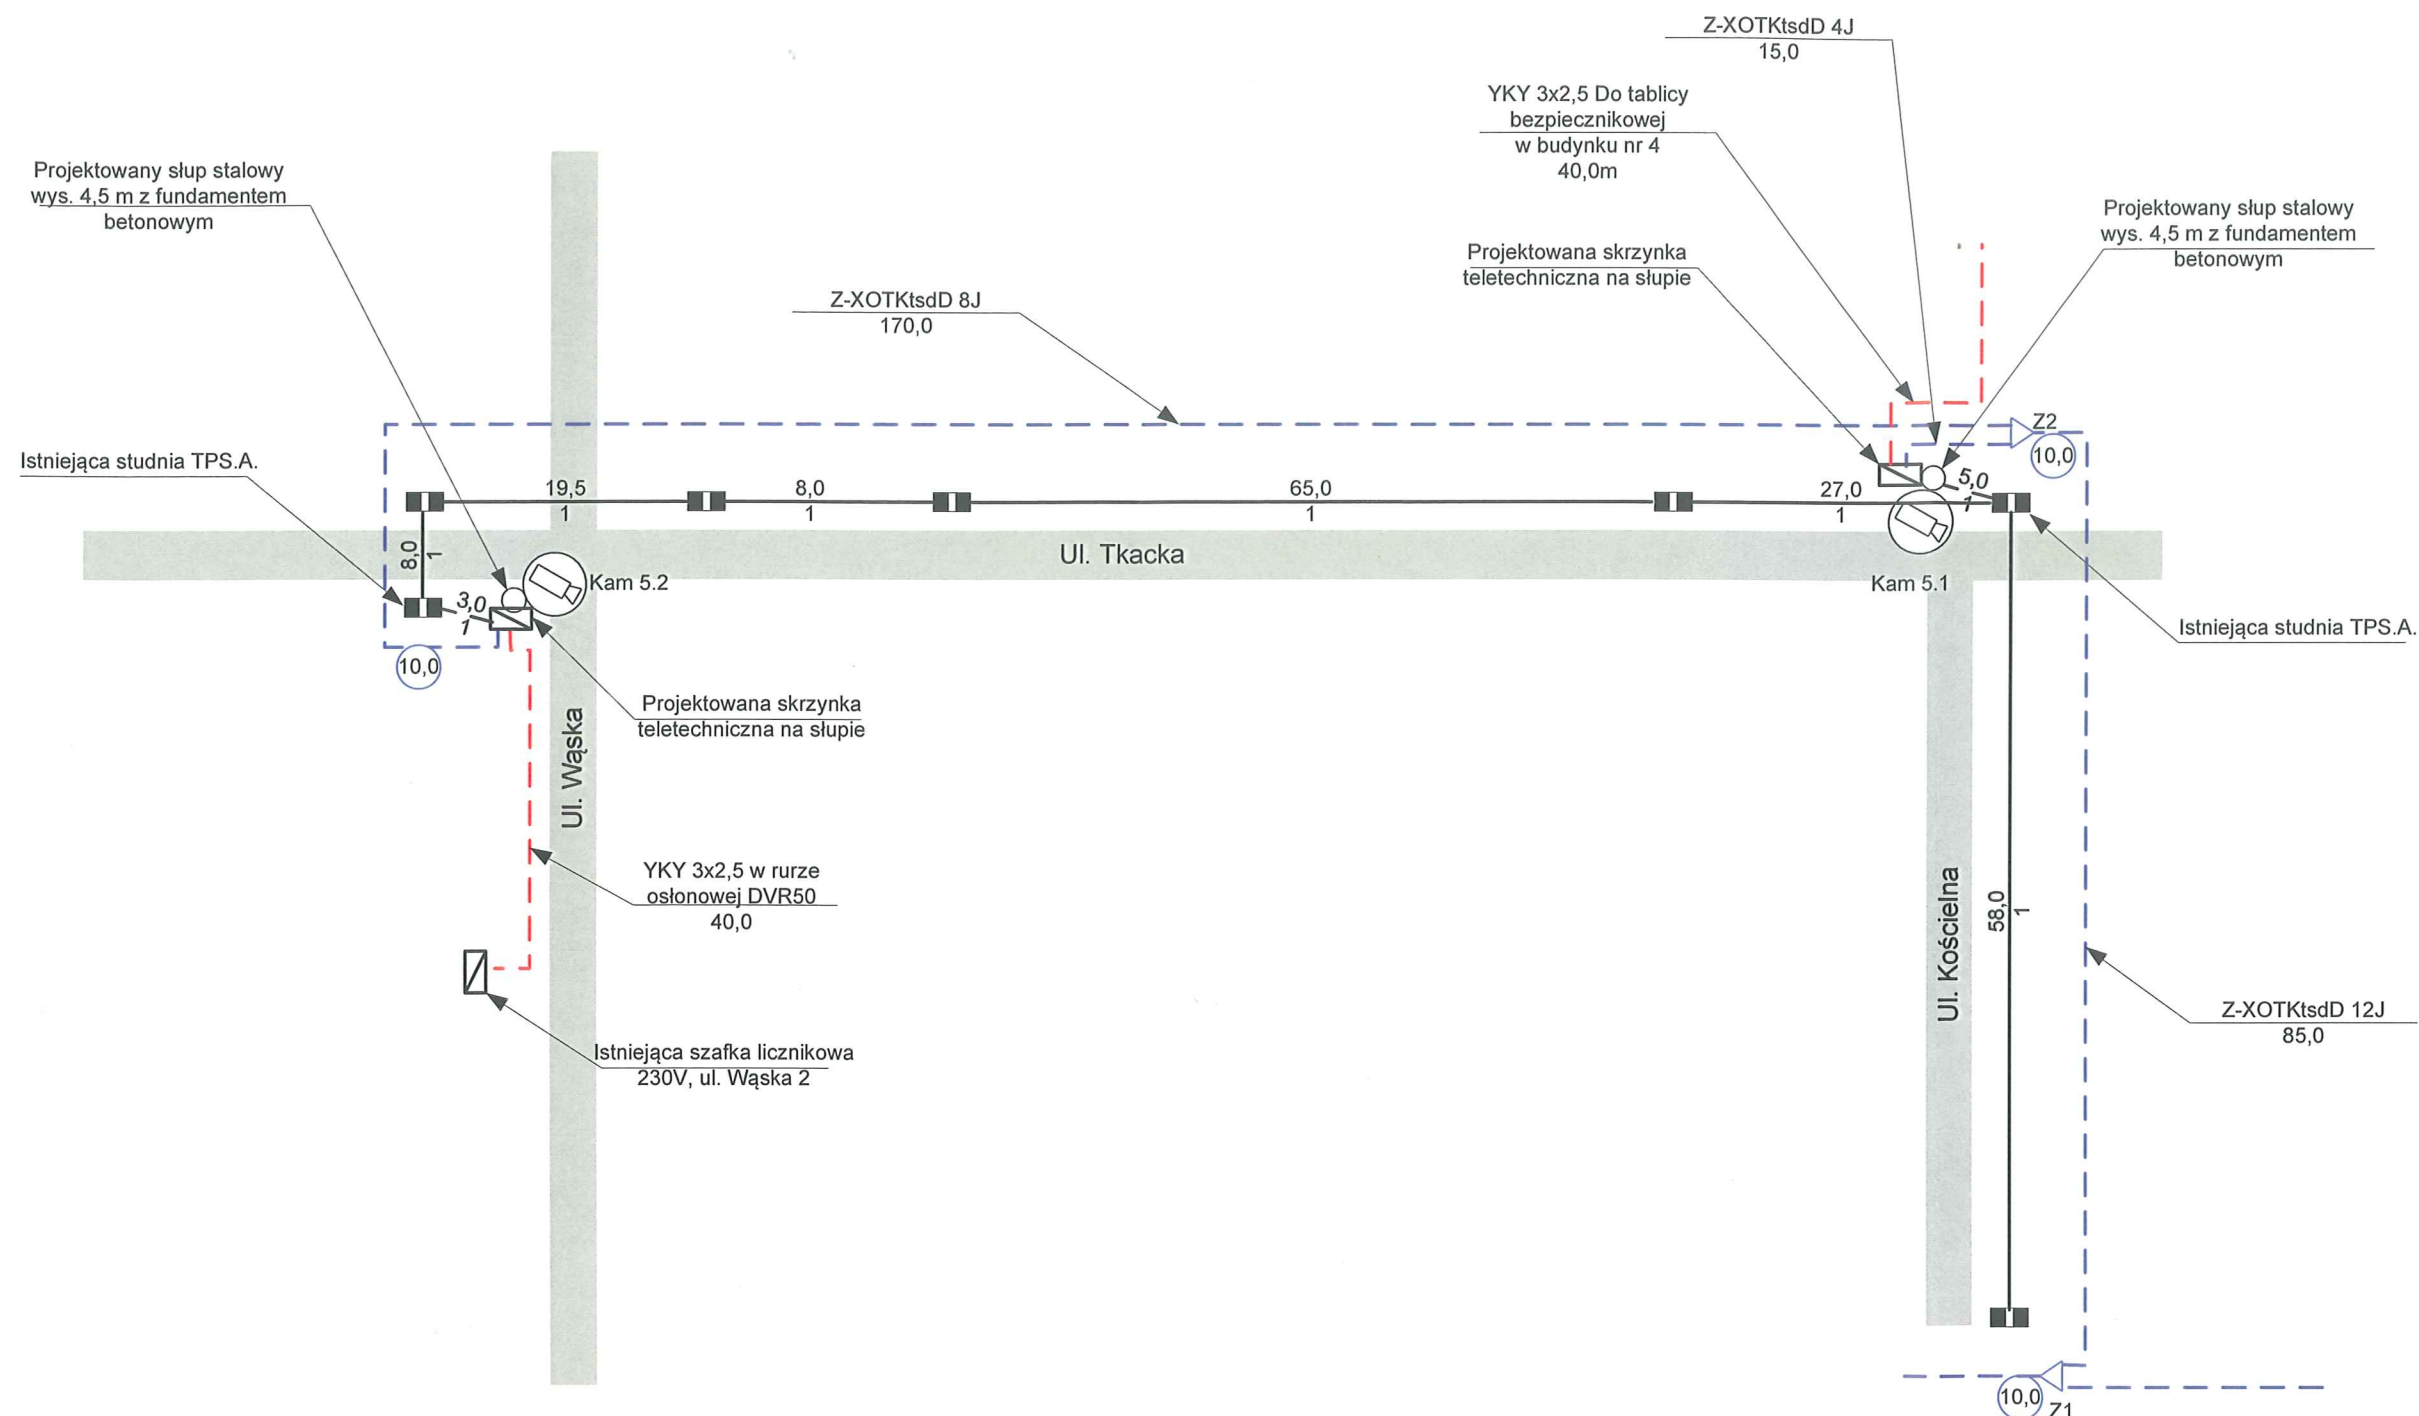 Z-XOTKtsdD 4J
15,0
YKY 3x2,5 Do tablicy
bezpiecznikowej
w budynku nr 4
40,0m
Projektowany słup stalowy
wys. 4,5 m z fundamentem
betonowym
Projektowany słup stalowy
wys. 4,5 m z fundamentem
betonowym
Projektowana skrzynka
teletechniczna na słupie
Z-XOTKtsdD 8J
170,0
Istniejąca studnia TPS.A.
Z2
10,0
19,5
1
8,0
1
65,0
1
27,0
1
5,0
1
8,0
1
Ul. Tkacka
Kam 5.2
Kam 5.1
3,0
1
10,0
Istniejąca studnia TPS.A.
Projektowana skrzynka
teletechniczna na słupie
Ul. Wąska
YKY 3x2,5 w rurze
osłonowej DVR50
40,0
Ul. Kościelna
58,0
1
Z-XOTKtsdD 12J
85,0
Istniejąca szafka licznikowa
230V, ul. Wąska 2
10,0
Z1